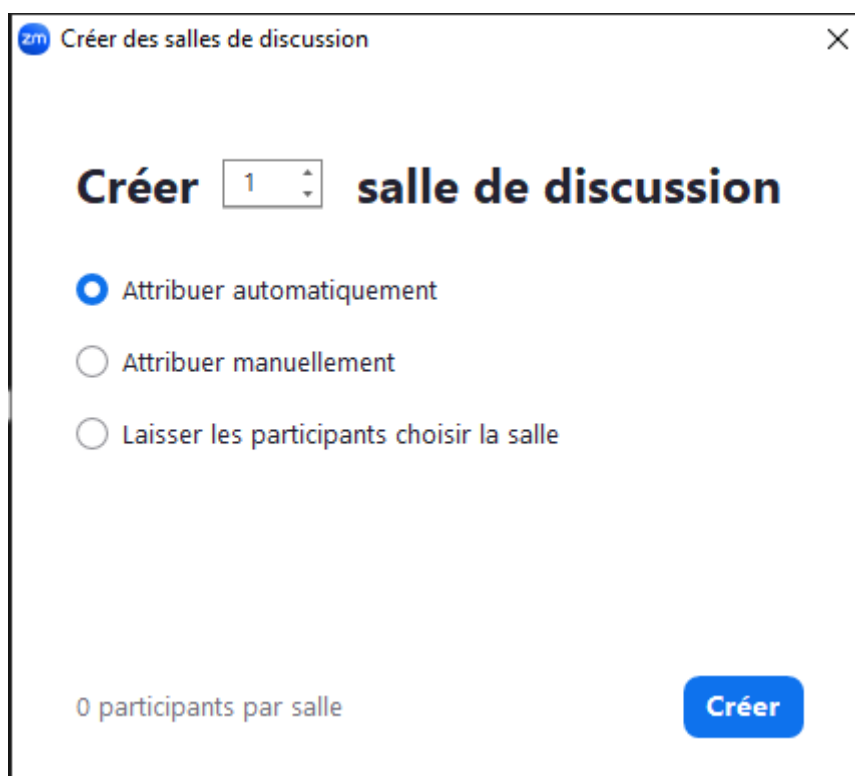 zm Créer des salles de discussion
Créer 1 salle de discussion
Attribuer automatiquement
Attribuer manuellement
Laisser les participants choisir la salle
0 participants par salle
Créer